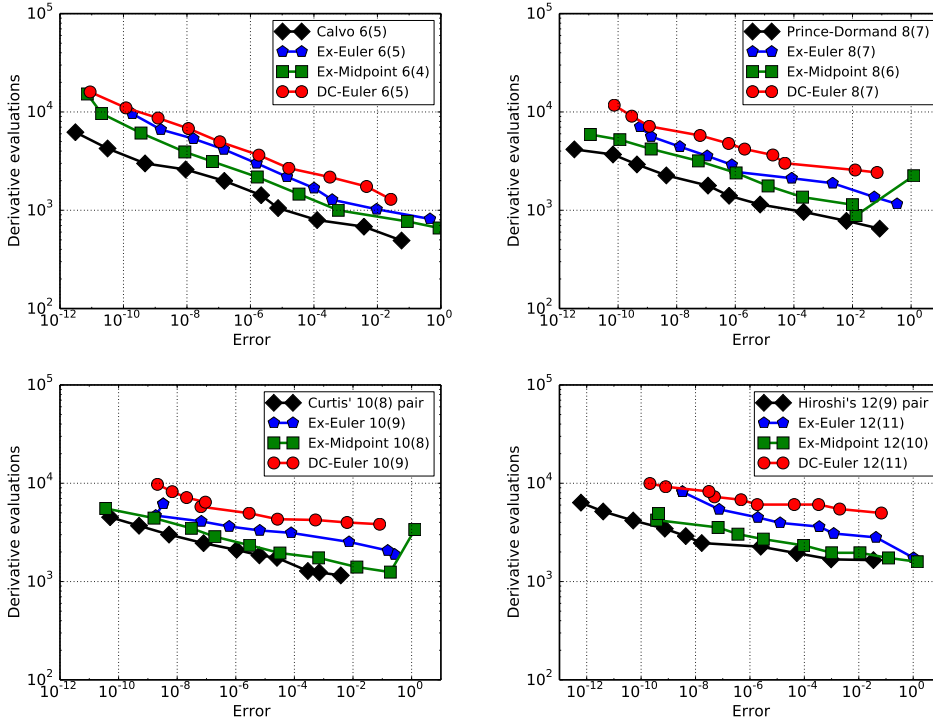 10^5
10^4
10^3
10^2
Derivative evaluations
Calvo 6(5)
Ex-Euler 6(5)
Ex-Midpoint 6(4)
DC-Euler 6(5)
10^-12 10^-10 10^-8 10^-6 10^-4 10^-2 10^0
Error
10^5
10^4
10^3
10^2
Derivative evaluations
Prince-Dormand 8(7)
Ex-Euler 8(7)
Ex-Midpoint 8(6)
DC-Euler 8(7)
10^-12 10^-10 10^-8 10^-6 10^-4 10^-2 10^0
Error
10^5
10^4
10^3
10^2
Derivative evaluations
Curtis' 10(8) pair
Ex-Euler 10(9)
Ex-Midpoint 10(8)
DC-Euler 10(9)
10^-12 10^-10 10^-8 10^-6 10^-4 10^-2 10^0
Error
10^5
10^4
10^3
10^2
Derivative evaluations
Hiroshi's 12(9) pair
Ex-Euler 12(11)
Ex-Midpoint 12(10)
DC-Euler 12(11)
10^-12 10^-10 10^-8 10^-6 10^-4 10^-2 10^0
Error